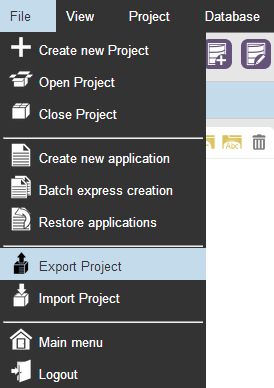 File View Project Database
Create new Project
Open Project
Close Project
Create new application
Batch express creation
Restore applications
Abc
Export Project
Import Project
Main menu
Logout